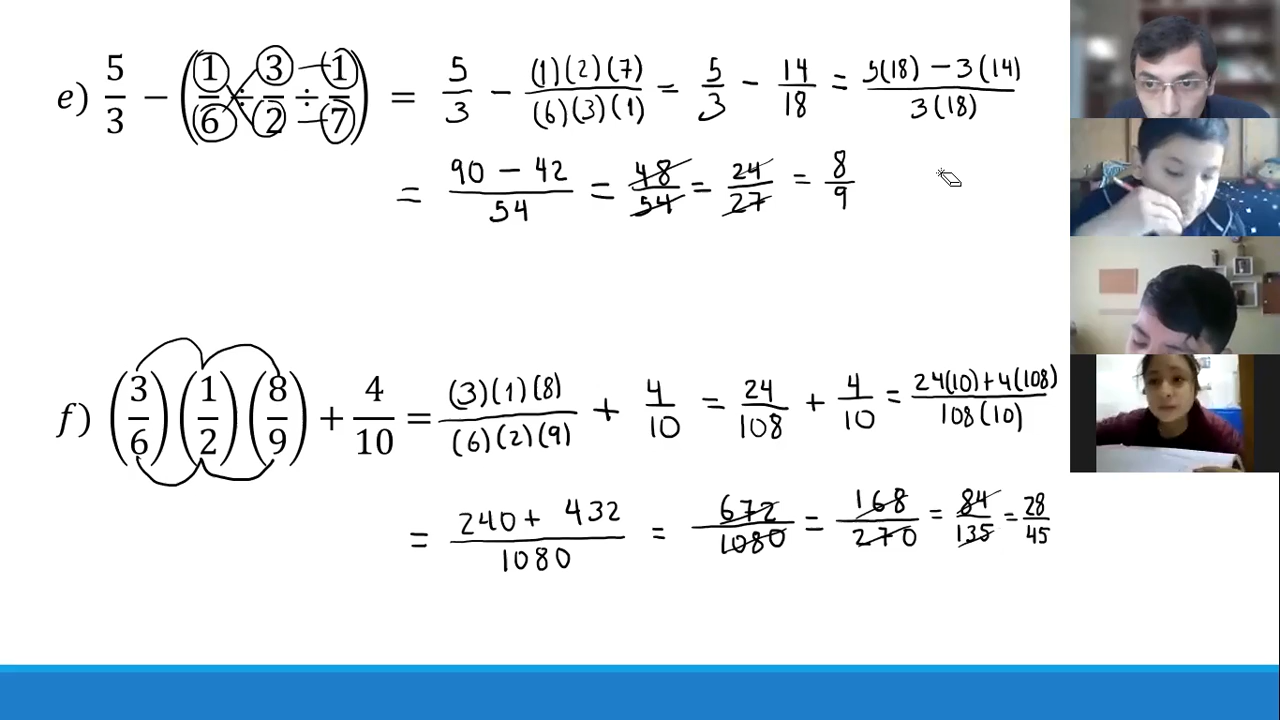 e) 5/3 − (1/6 ÷ 3/2 ÷ 1/7) = 5/3 − (1)(2)(7)/(6)(3)(1) = 5/3 − 14/18 = 5(18) − 3(14)/3(18)
= 90 − 42/54 = 48/54 = 24/27 = 8/9
f) (3/6)(1/2)(8/9) + 4/10 = (3)(1)(8)/(6)(2)(9) + 4/10 = 24/108 + 4/10 = 24(10)+4(108)/108(10)
= 240 + 432/1080 = 672/1080 = 168/270 = 84/135 = 28/45